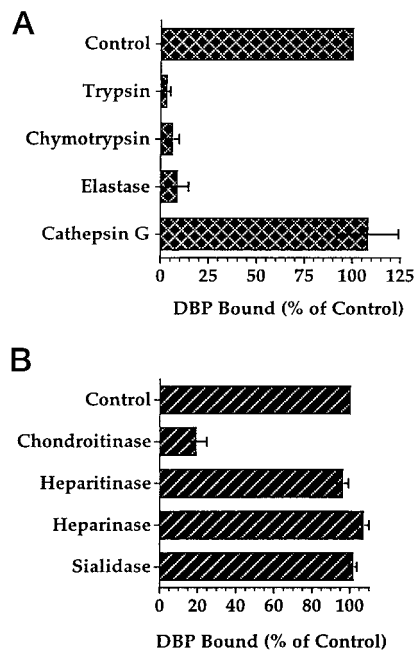 A
Control
Trypsin
Chymotrypsin
Elastase
Cathepsin G
0 25 50 75 100 125
DBP Bound (% of Control)
B
Control
Chondroitinase
Heparitinase
Heparinase
Sialidase
0 20 40 60 80 100
DBP Bound (% of Control)